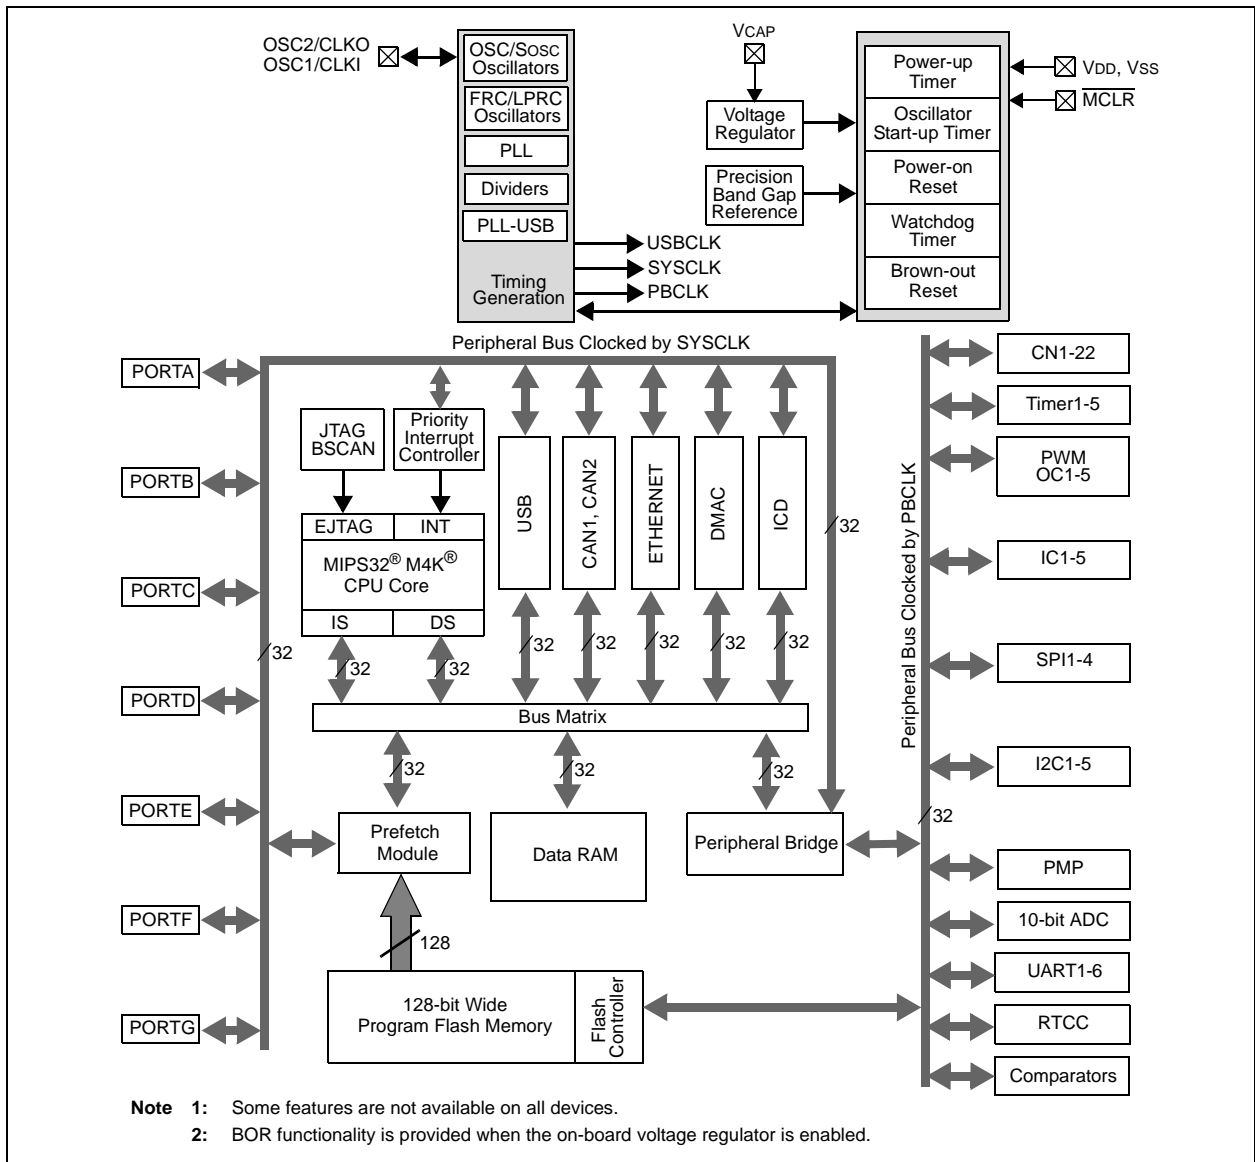 OSC2/CLKO
OSC1/CLKI
OSC/SOSC
Oscillators
FRC/LPRC
Oscillators
PLL
Dividers
PLL-USB
Timing
Generation
USBCLK
SYSCLK
PBCLK
VCAP
Voltage
Regulator
Precision
Band Gap
Reference
Power-up
Timer
Oscillator
Start-up Timer
Power-on
Reset
Watchdog
Timer
Brown-out
Reset
VDD, VSS
MCLR
Peripheral Bus Clocked by SYSCLK
PORTA
PORTB
PORTC
PORTD
PORTE
PORTF
PORTG
32
JTAG
BSCAN
Priority
Interrupt
Controller
EJTAG
INT
MIPS32® M4K®
CPU Core
IS
DS
32
32
USB
CAN1, CAN2
ETHERNET
DMAC
ICD
32
32
32
32
32
32
Bus Matrix
32
32
32
Prefetch
Module
Data RAM
Peripheral Bridge
128
128-bit Wide
Program Flash Memory
Flash
Controller
Peripheral Bus Clocked by PBCLK
32
CN1-22
Timer1-5
PWM
OC1-5
IC1-5
SPI1-4
I2C1-5
PMP
10-bit ADC
UART1-6
RTCC
Comparators
Note 1: Some features are not available on all devices.
2: BOR functionality is provided when the on-board voltage regulator is enabled.